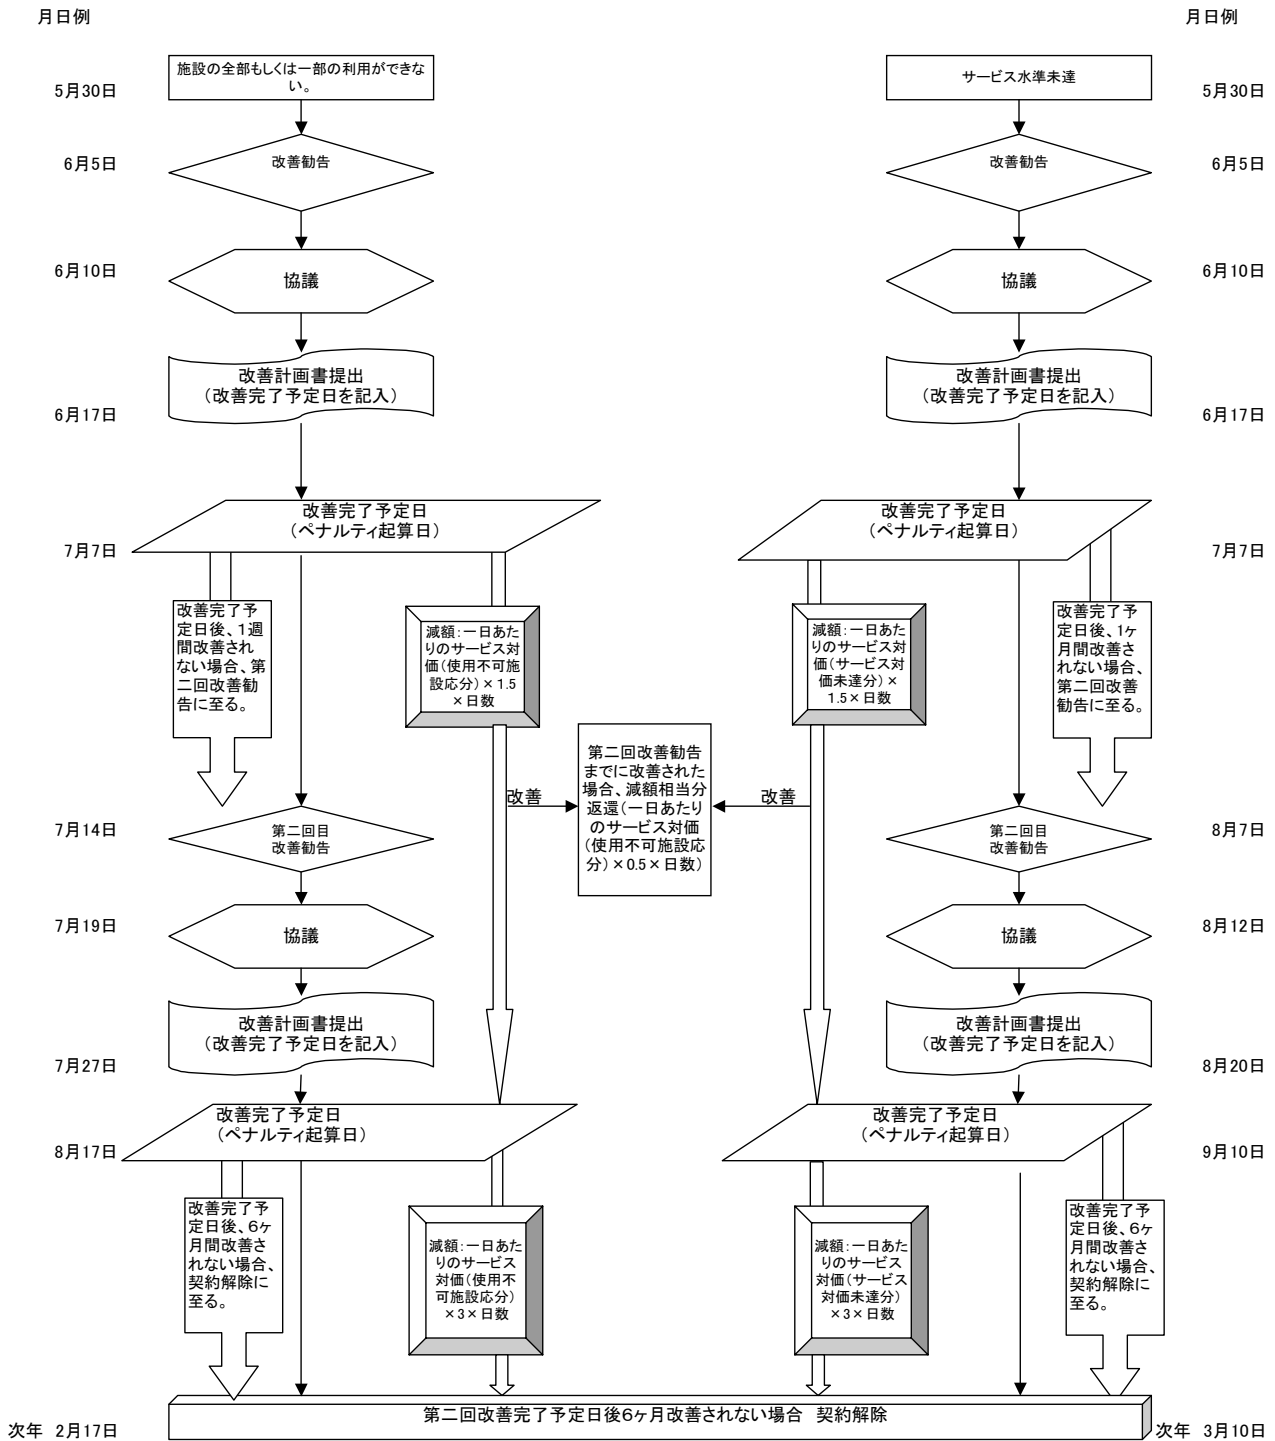 月日例
月日例
施設の全部もしくは一部の利用ができな
い。
5月30日
サービス水準未達
5月30日
改善勧告
6月5日
改善勧告
6月5日
協議
6月10日
協議
6月10日
改善計画書提出
（改善完了予定日を記入）
6月17日
改善計画書提出
（改善完了予定日を記入）
6月17日
改善完了予定日
（ペナルティ起算日）
7月7日
改善完了予定日
（ペナルティ起算日）
7月7日
改善完了予
定日後、1週
間改善され
ない場合、第
二回改善勧
告に至る。
減額：一日あた
りのサービス対
価（使用不可施
設応分）×1.5
×日数
減額：一日あた
りのサービス対
価（サービス対
価未達分）×
1.5×日数
改善完了予
定日後、1ヶ
月間改善さ
れない場合、
第二回改善
勧告に至る。
第二回改善勧告
までに改善された
場合、減額相当分
返還（一日あたり
のサービス対価
（使用不可施設応
分）×0.5×日数）
改善
改善
7月14日
第二回目
改善勧告
第二回目
改善勧告
8月7日
7月19日
協議
協議
8月12日
改善計画書提出
（改善完了予定日を記入）
7月27日
改善計画書提出
（改善完了予定日を記入）
8月20日
改善完了予定日
（ペナルティ起算日）
8月17日
改善完了予定日
（ペナルティ起算日）
9月10日
改善完了予
定日後、6ヶ
月間改善さ
れない場合、
契約解除に
至る。
減額：一日あた
りのサービス
対価（使用不
可施設応分）
×3×日数
減額：一日あた
りのサービス
対価（サービス
対価未達分）
×3×日数
改善完了予
定日後、6ヶ
月間改善さ
れない場合、
契約解除に
至る。
第二回改善完了予定日後6ヶ月改善されない場合　契約解除
次年　2月17日
次年　3月10日